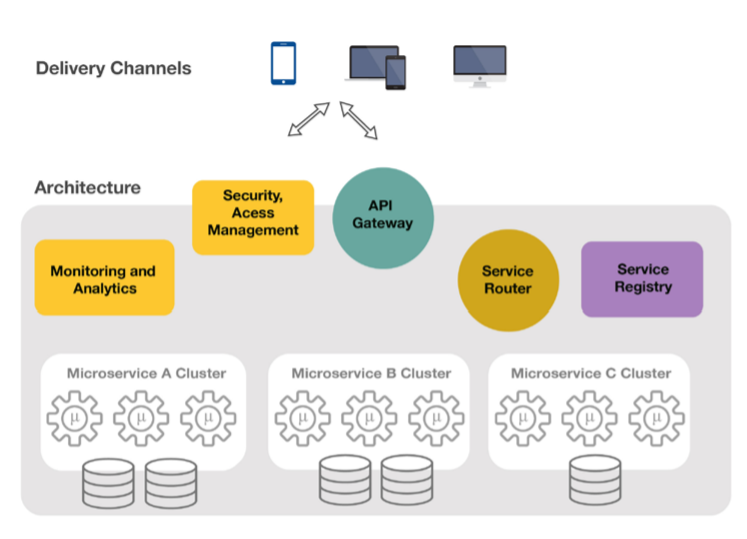 Delivery Channels
Architecture
Security,
Acess
Management
API
Gateway
Monitoring and
Analytics
Service
Router
Service
Registry
Microservice A Cluster
μ μ μ
Microservice B Cluster
μ μ μ
Microservice C Cluster
μ μ μ